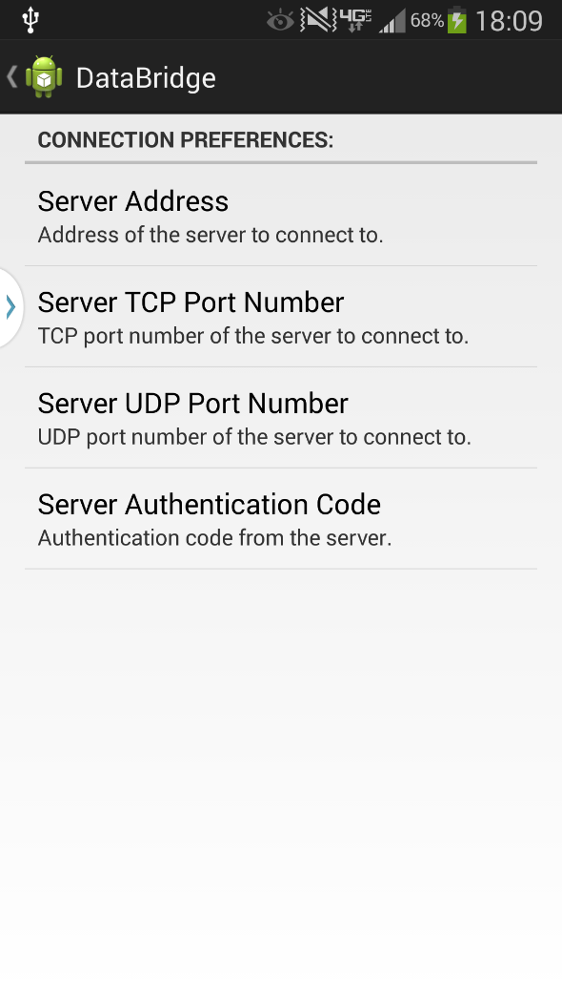 4G LTE 68% 18:09
DataBridge
CONNECTION PREFERENCES:
Server Address
Address of the server to connect to.
Server TCP Port Number
TCP port number of the server to connect to.
Server UDP Port Number
UDP port number of the server to connect to.
Server Authentication Code
Authentication code from the server.